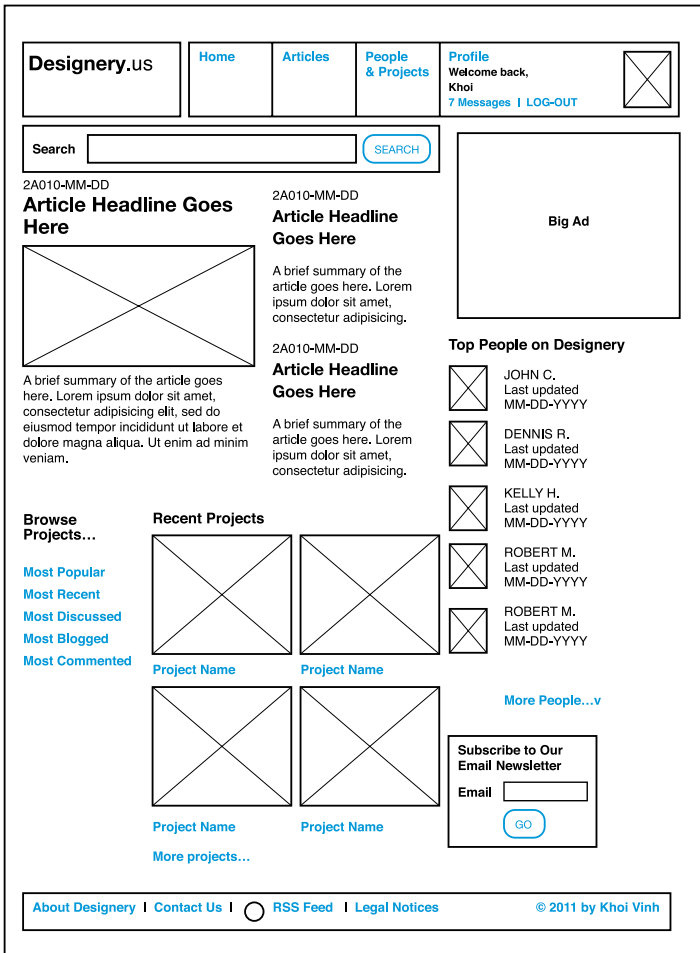 Designery.us
Home
Articles
People
& Projects
Profile
Welcome back,
Khoi
7 Messages | LOG-OUT
Search
SEARCH
2A010-MM-DD
Article Headline Goes
Here
A brief summary of the article goes
here. Lorem ipsum dolor sit amet,
consectetur adipisicing elit, sed do
eiusmod tempor incididunt ut labore et
dolore magna aliqua. Ut enim ad minim
veniam.
2A010-MM-DD
Article Headline
Goes Here
A brief summary of the
article goes here. Lorem
ipsum dolor sit amet,
consectetur adipisicing.
2A010-MM-DD
Article Headline
Goes Here
A brief summary of the
article goes here. Lorem
ipsum dolor sit amet,
consectetur adipisicing.
Big Ad
Top People on Designery
JOHN C.
Last updated
MM-DD-YYYY
DENNIS R.
Last updated
MM-DD-YYYY
KELLY H.
Last updated
MM-DD-YYYY
ROBERT M.
Last updated
MM-DD-YYYY
ROBERT M.
Last updated
MM-DD-YYYY
More People…v
Browse
Projects…
Most Popular
Most Recent
Most Discussed
Most Blogged
Most Commented
Recent Projects
Project Name
Project Name
Project Name
Project Name
More projects…
Subscribe to Our
Email Newsletter
Email
GO
About Designery | Contact Us | RSS Feed | Legal Notices
© 2011 by Khoi Vinh